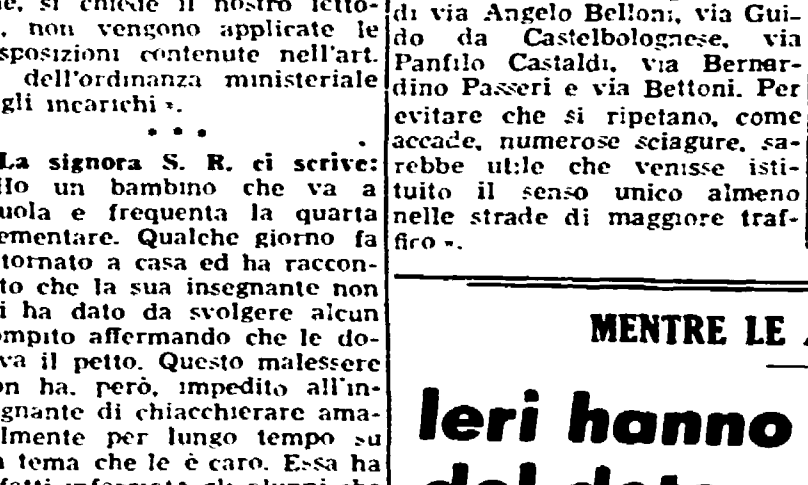 si chiede il nostro letto-
non vengono applicate le
sposizioni contenute nell'art.
dell'ordinanza ministeriale
gli incarichi ».
* * *
La signora S. R. ci scrive:
Ho un bambino che va a
uola e frequenta la quarta
ementare. Qualche giorno fa
tornato a casa ed ha raccon-
to che la sua insegnante non
i ha dato da svolgere alcun
ompito affermando che le do-
va il petto. Questo malessere
on ha, però, impedito all'in-
gnante di chiacchierare ama-
lmente per lungo tempo su
tema che le è caro. Essa ha
di via Angelo Belloni, via Gui-
do da Castelbolognese, via
Panfilo Castaldi, via Bernar-
dino Passeri e via Bettoni. Per
evitare che si ripetano, come
accade, numerose sciagure, sa-
rebbe utile che venisse isti-
tuito il senso unico almeno
nelle strade di maggiore traf-
fico ».
MENTRE LE
Ieri hanno